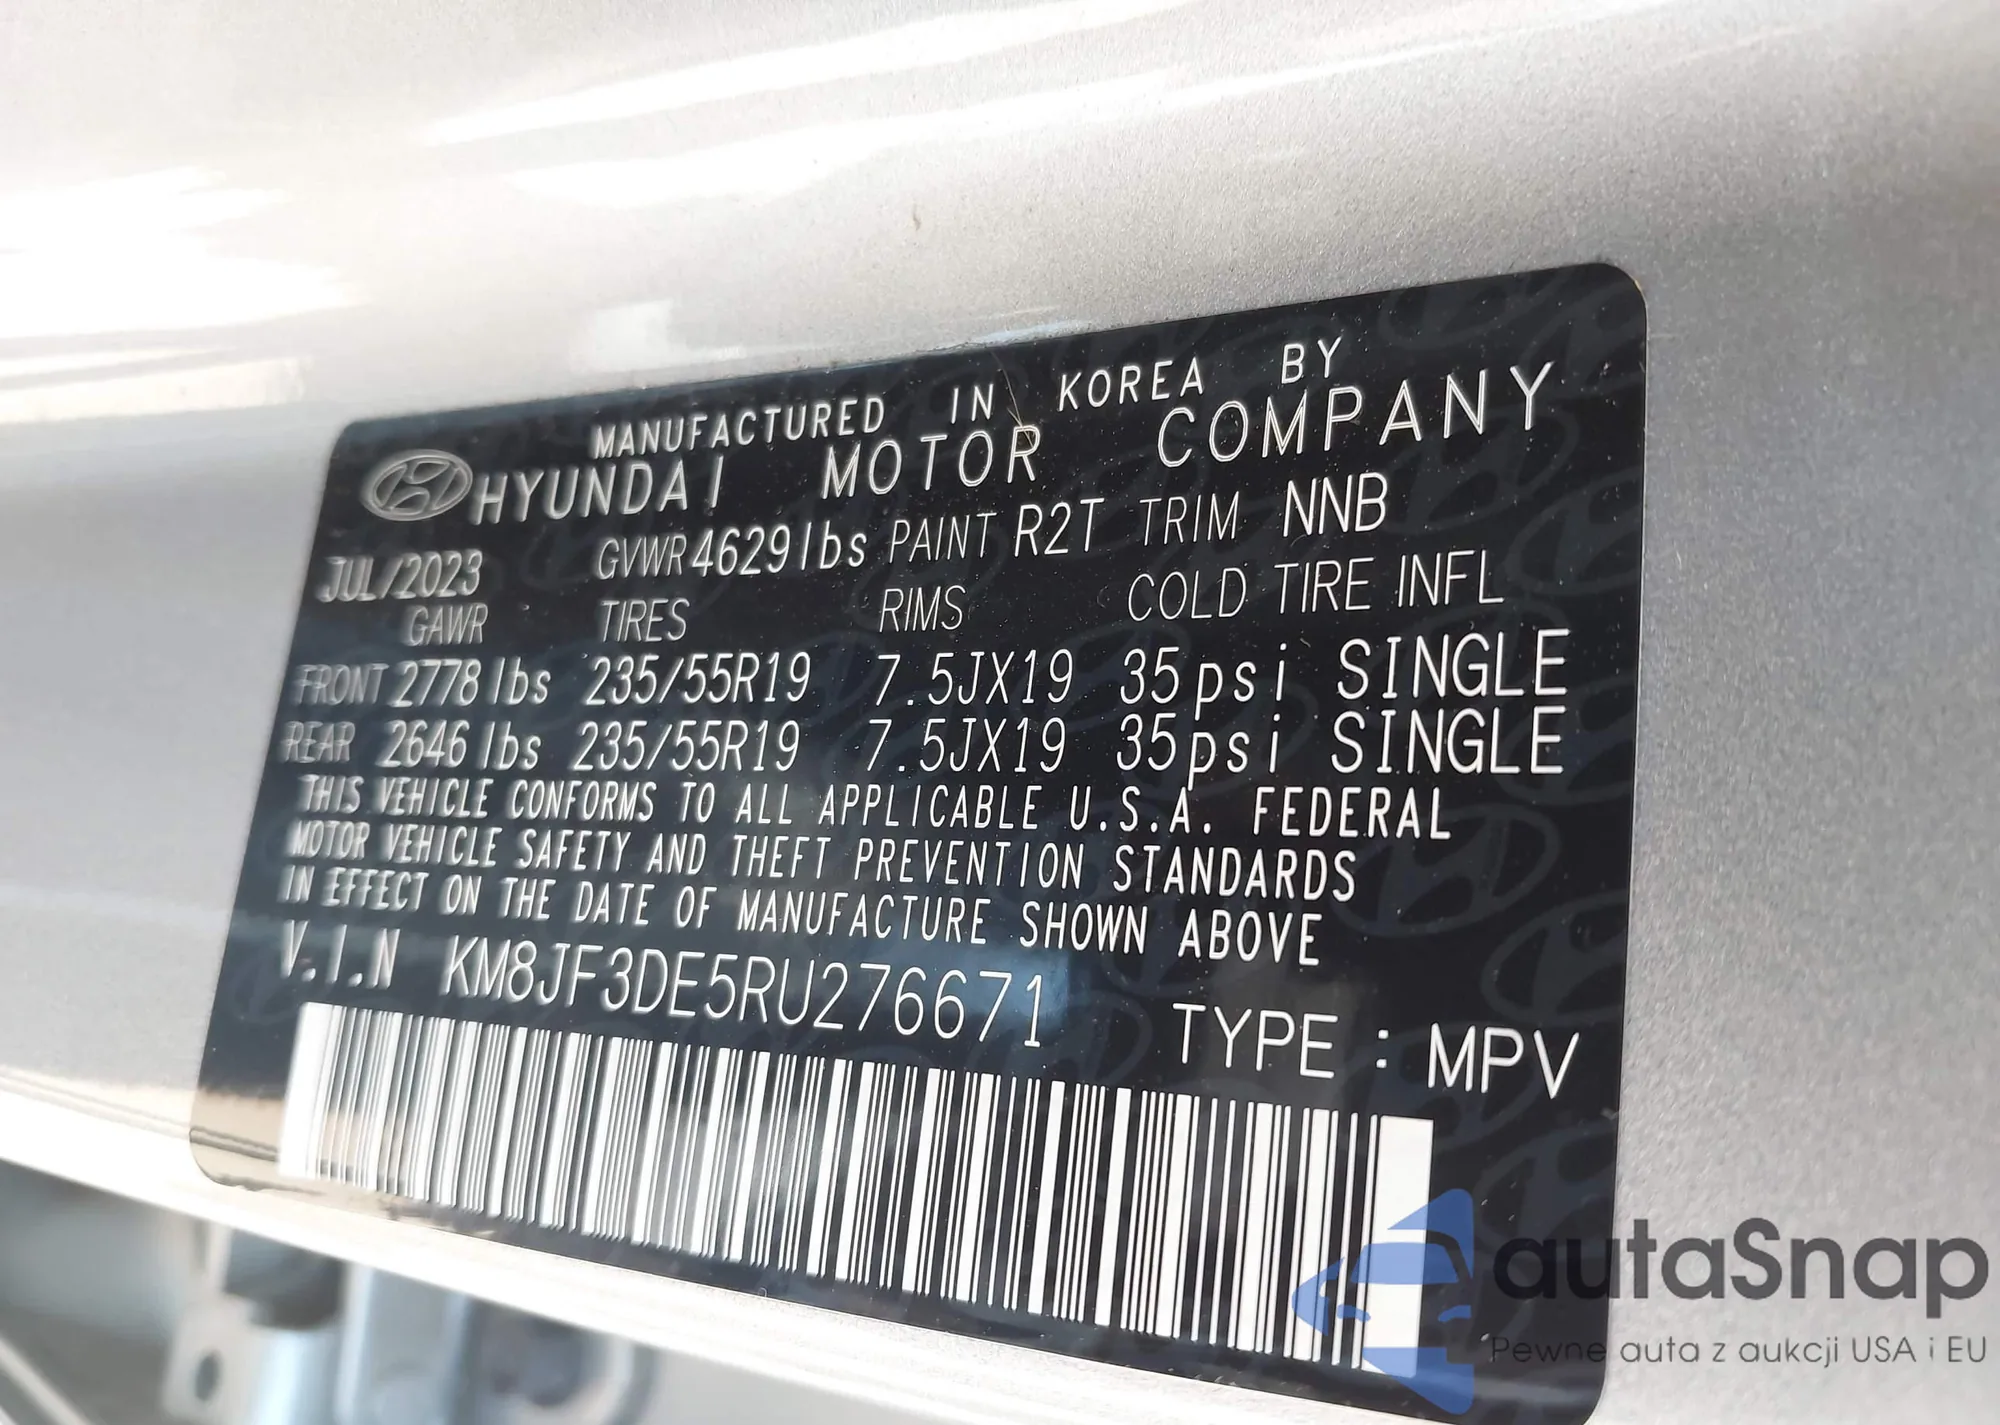 MANUFACTURED IN KOREA BY
HYUNDAI MOTOR COMPANY
JUL/2023 GVWR 4629lbs PAINT R2T TRIM NNB
GAWR TIRES RIMS COLD TIRE INFL
FRONT 2778lbs 235/55R19 7.5JX19 35psi SINGLE
REAR 2646lbs 235/55R19 7.5JX19 35psi SINGLE
THIS VEHICLE CONFORMS TO ALL APPLICABLE U.S.A. FEDERAL
MOTOR VEHICLE SAFETY AND THEFT PREVENTION STANDARDS
IN EFFECT ON THE DATE OF MANUFACTURE SHOWN ABOVE
V.I.N KM8JF3DE5RU276671
TYPE : MPV
autaSnap
Pewne auta z aukcji USA i EU